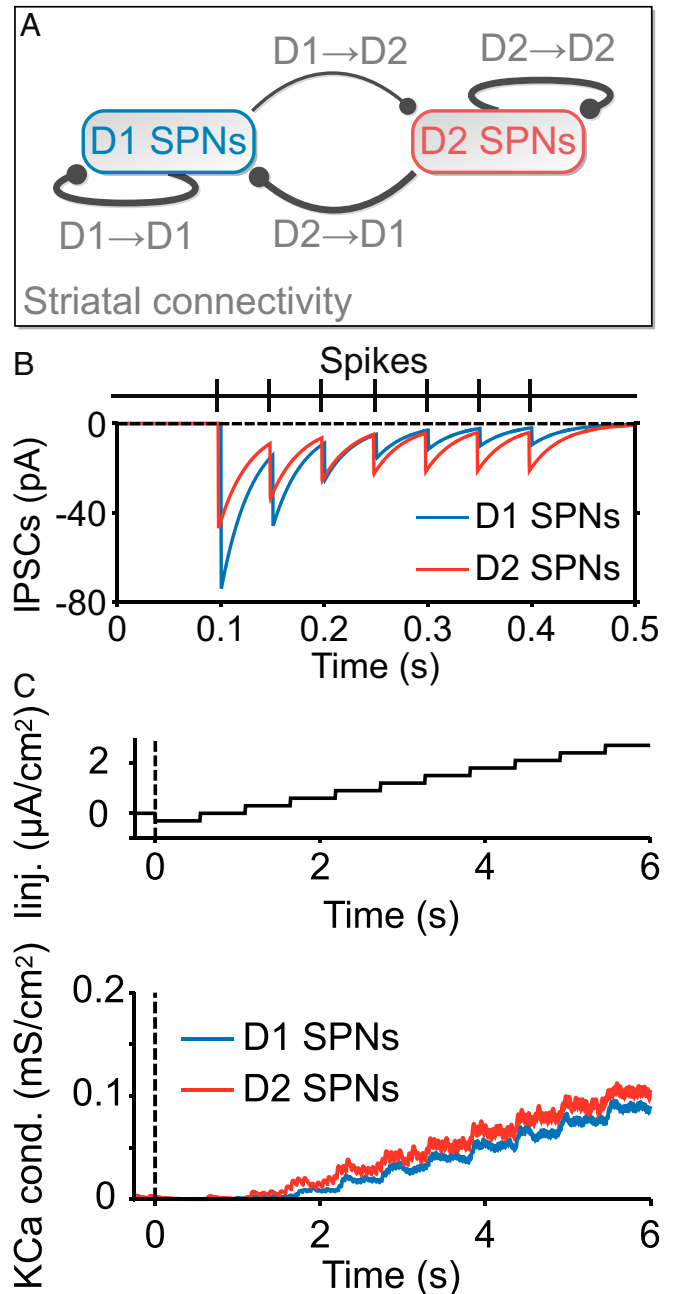 A
D1→D2
D2→D2
D1 SPNs
D2 SPNs
D1→D1
D2→D1
Striatal connectivity
B
Spikes
0
-40
-80
IPSCs (pA)
D1 SPNs
D2 SPNs
0 0.1 0.2 0.3 0.4 0.5
Time (s)
C
2
0
Iinj. (µA/cm²)
0 2 4 6
Time (s)
0.2
0.1
0
KCa cond. (mS/cm²)
D1 SPNs
D2 SPNs
0 2 4 6
Time (s)